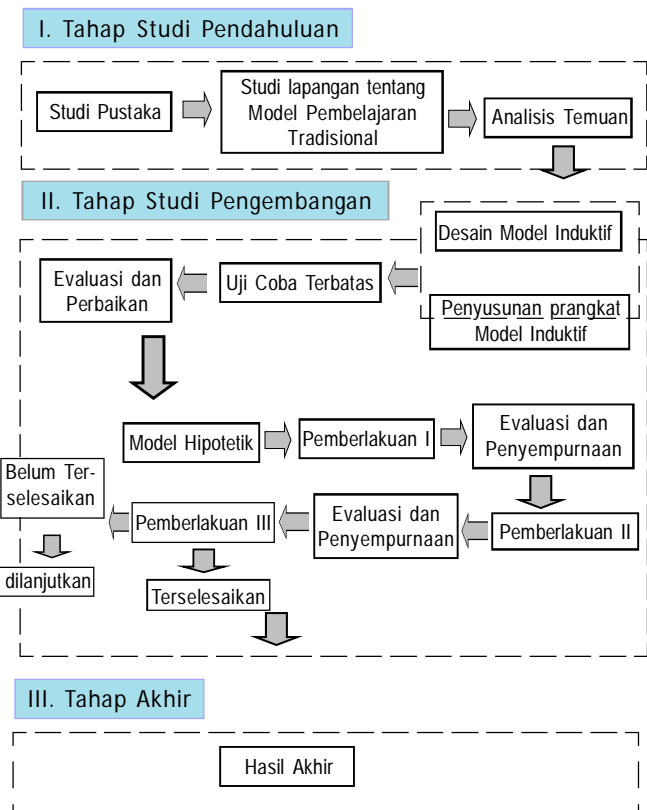 I. Tahap Studi Pendahuluan
Studi Pustaka
Studi lapangan tentang
Model Pembelajaran
Tradisional
Analisis Temuan
II. Tahap Studi Pengembangan
Desain Model Induktif
Penyusunan prangkat
Model Induktif
Uji Coba Terbatas
Evaluasi dan
Perbaikan
Model Hipotetik
Pemberlakuan I
Evaluasi dan
Penyempurnaan
Pemberlakuan II
Evaluasi dan
Penyempurnaan
Pemberlakuan III
Belum Ter-
selesaikan
dilanjutkan
Terselesaikan
III. Tahap Akhir
Hasil Akhir